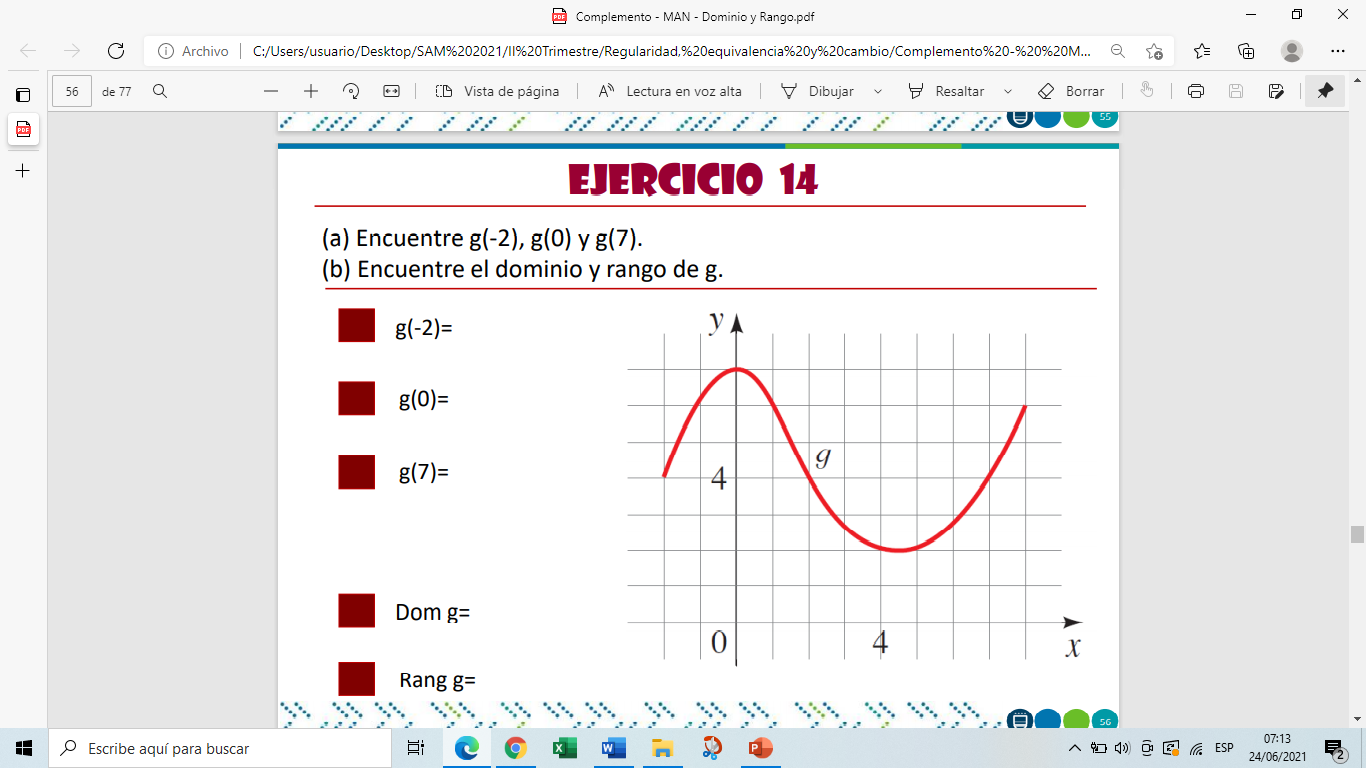 Complemento - MAN - Dominio y Rango.pdf
Archivo
C:/Users/usuario/Desktop/SAM%202021/II%20Trimestre/Regularidad,%20equivalencia%20y%20cambio/Complemento%20-%20%20M...
56
de 77
Vista de página
Lectura en voz alta
Dibujar
Resaltar
Borrar
55
EJERCICIO 14
(a) Encuentre g(-2), g(0) y g(7).
(b) Encuentre el dominio y rango de g.
g(-2)=
g(0)=
g(7)=
Dom g=
Rang g=
y
g
4
0
4
x
56
Escribe aquí para buscar
ESP
07:13
24/06/2021
2